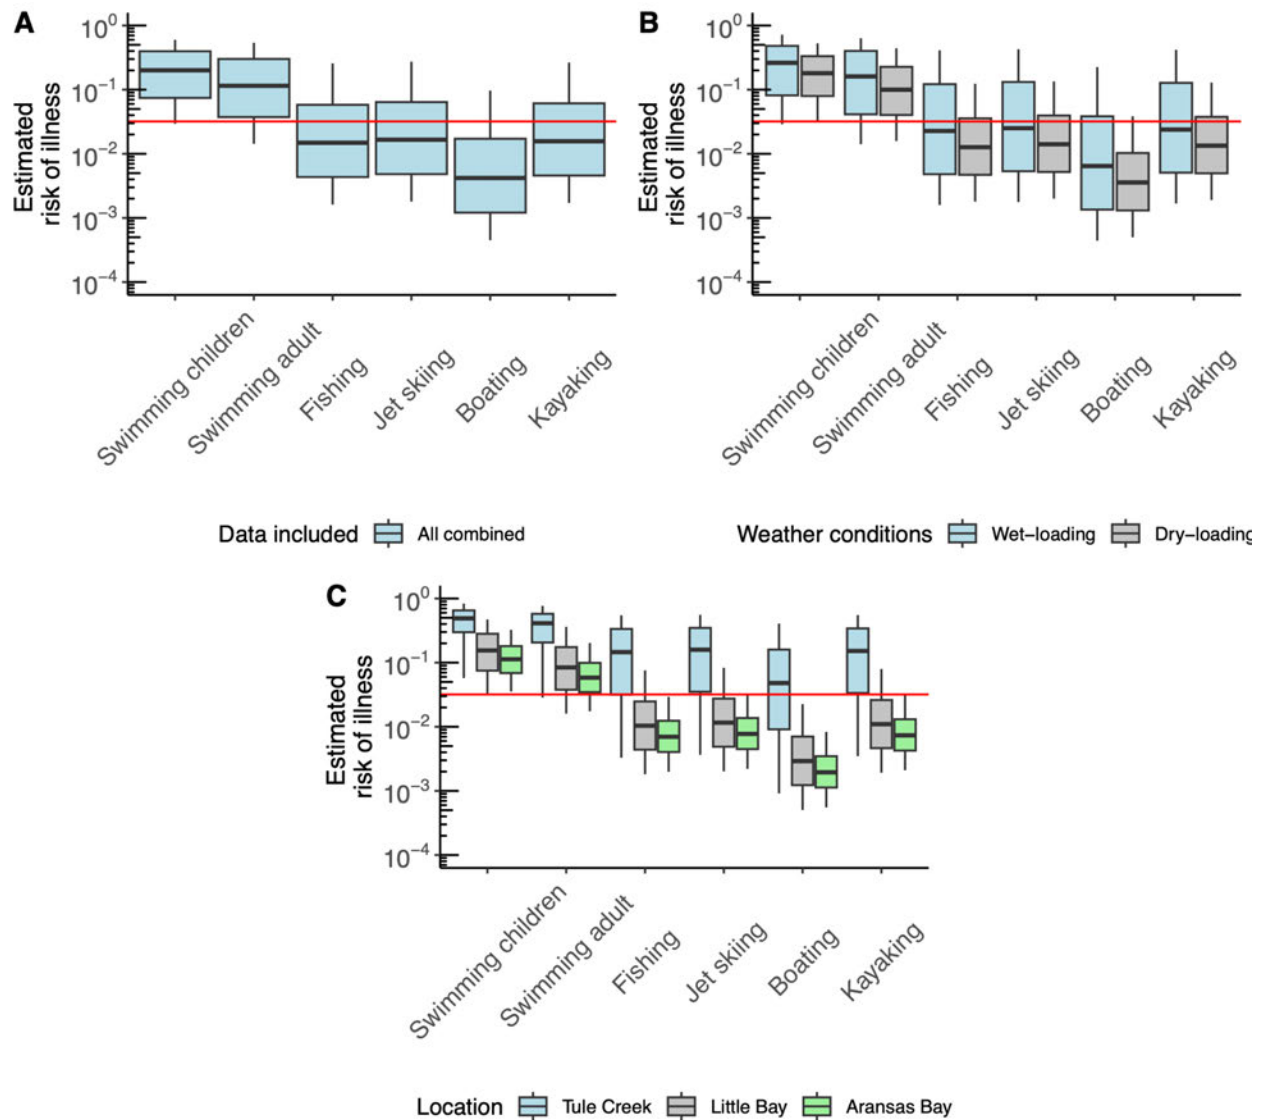 A
10⁰
10⁻¹
10⁻²
10⁻³
10⁻⁴
Estimated
risk of illness
Swimming children
Swimming adult
Fishing
Jet skiing
Boating
Kayaking
Data included
All combined
B
10⁰
10⁻¹
10⁻²
10⁻³
10⁻⁴
Estimated
risk of illness
Swimming children
Swimming adult
Fishing
Jet skiing
Boating
Kayaking
Weather conditions
Wet−loading
Dry−loading
C
10⁰
10⁻¹
10⁻²
10⁻³
10⁻⁴
Estimated
risk of illness
Swimming children
Swimming adult
Fishing
Jet skiing
Boating
Kayaking
Location
Tule Creek
Little Bay
Aransas Bay